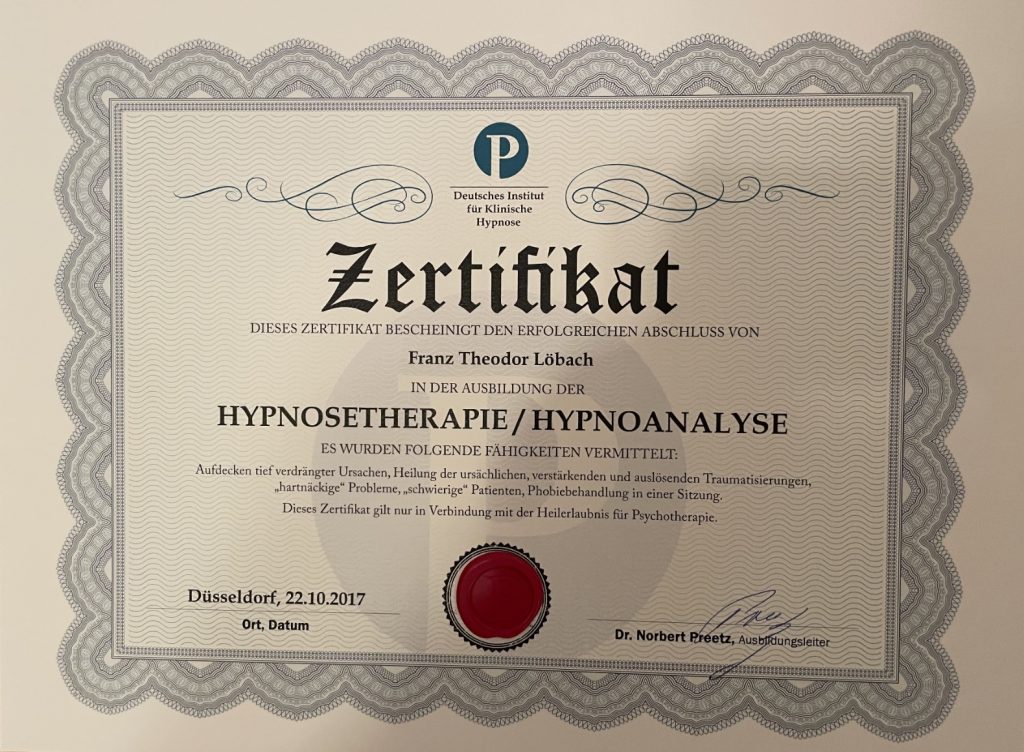 P
Deutsches Institut
für Klinische
Hypnose
Zertifikat
DIESES ZERTIFIKAT BESCHEINIGT DEN ERFOLGREICHEN ABSCHLUSS VON
Franz Theodor Löbach
IN DER AUSBILDUNG DER
HYPNOSETHERAPIE / HYPNOANALYSE
ES WURDEN FOLGENDE FÄHIGKEITEN VERMITTELT:
Aufdecken tief verdrängter Ursachen, Heilung der ursächlichen, verstärkenden und auslösenden Traumatisierungen,
„hartnäckige“ Probleme, „schwierige“ Patienten, Phobiebehandlung in einer Sitzung.
Dieses Zertifikat gilt nur in Verbindung mit der Heilerlaubnis für Psychotherapie.
Düsseldorf, 22.10.2017
Ort, Datum
Dr. Norbert Preetz, Ausbildungsleiter